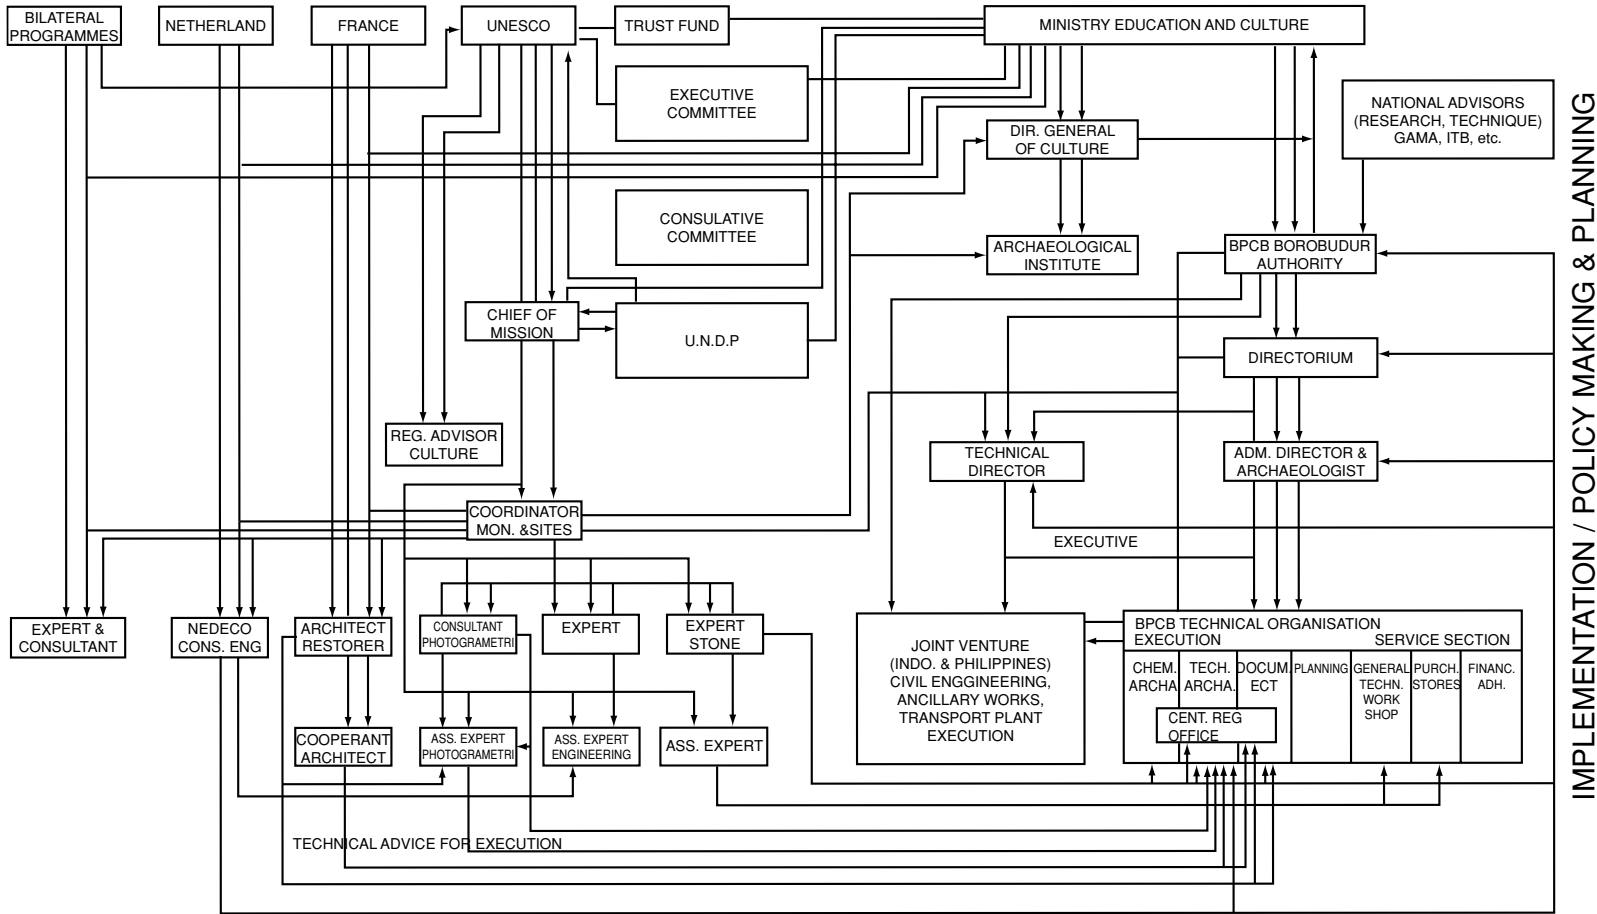 BILATERAL
PROGRAMMES
NETHERLAND
FRANCE
UNESCO
TRUST FUND
MINISTRY EDUCATION AND CULTURE
EXECUTIVE
COMMITTEE
NATIONAL ADVISORS
(RESEARCH, TECHNIQUE)
GAMA, ITB, etc.
DIR. GENERAL
OF CULTURE
CONSULATIVE
COMMITTEE
ARCHAEOLOGICAL
INSTITUTE
BPCB BOROBUDUR
AUTHORITY
CHIEF OF
MISSION
U.N.D.P
DIRECTORIUM
REG. ADVISOR
CULTURE
TECHNICAL
DIRECTOR
ADM. DIRECTOR &
ARCHAEOLOGIST
COORDINATOR
MON. &SITES
EXECUTIVE
EXPERT &
CONSULTANT
NEDECO
CONS. ENG
ARCHITECT
RESTORER
CONSULTANT
PHOTOGRAMETRI
EXPERT
EXPERT
STONE
JOINT VENTURE
(INDO. & PHILIPPINES)
CIVIL ENGGINEERING,
ANCILLARY WORKS,
TRANSPORT PLANT
EXECUTION
BPCB TECHNICAL ORGANISATION
EXECUTION
SERVICE SECTION
CHEM.
ARCHA
TECH.
ARCHA.
DOCUM.
ECT
PLANNING
GENERAL
TECHN.
WORK
SHOP
PURCH.
STORES
FINANC.
ADH.
CENT. REG
OFFICE
COOPERANT
ARCHITECT
ASS. EXPERT
PHOTOGRAMETRI
ASS. EXPERT
ENGINEERING
ASS. EXPERT
TECHNICAL ADVICE FOR EXECUTION
IMPLEMENTATION / POLICY MAKING & PLANNING